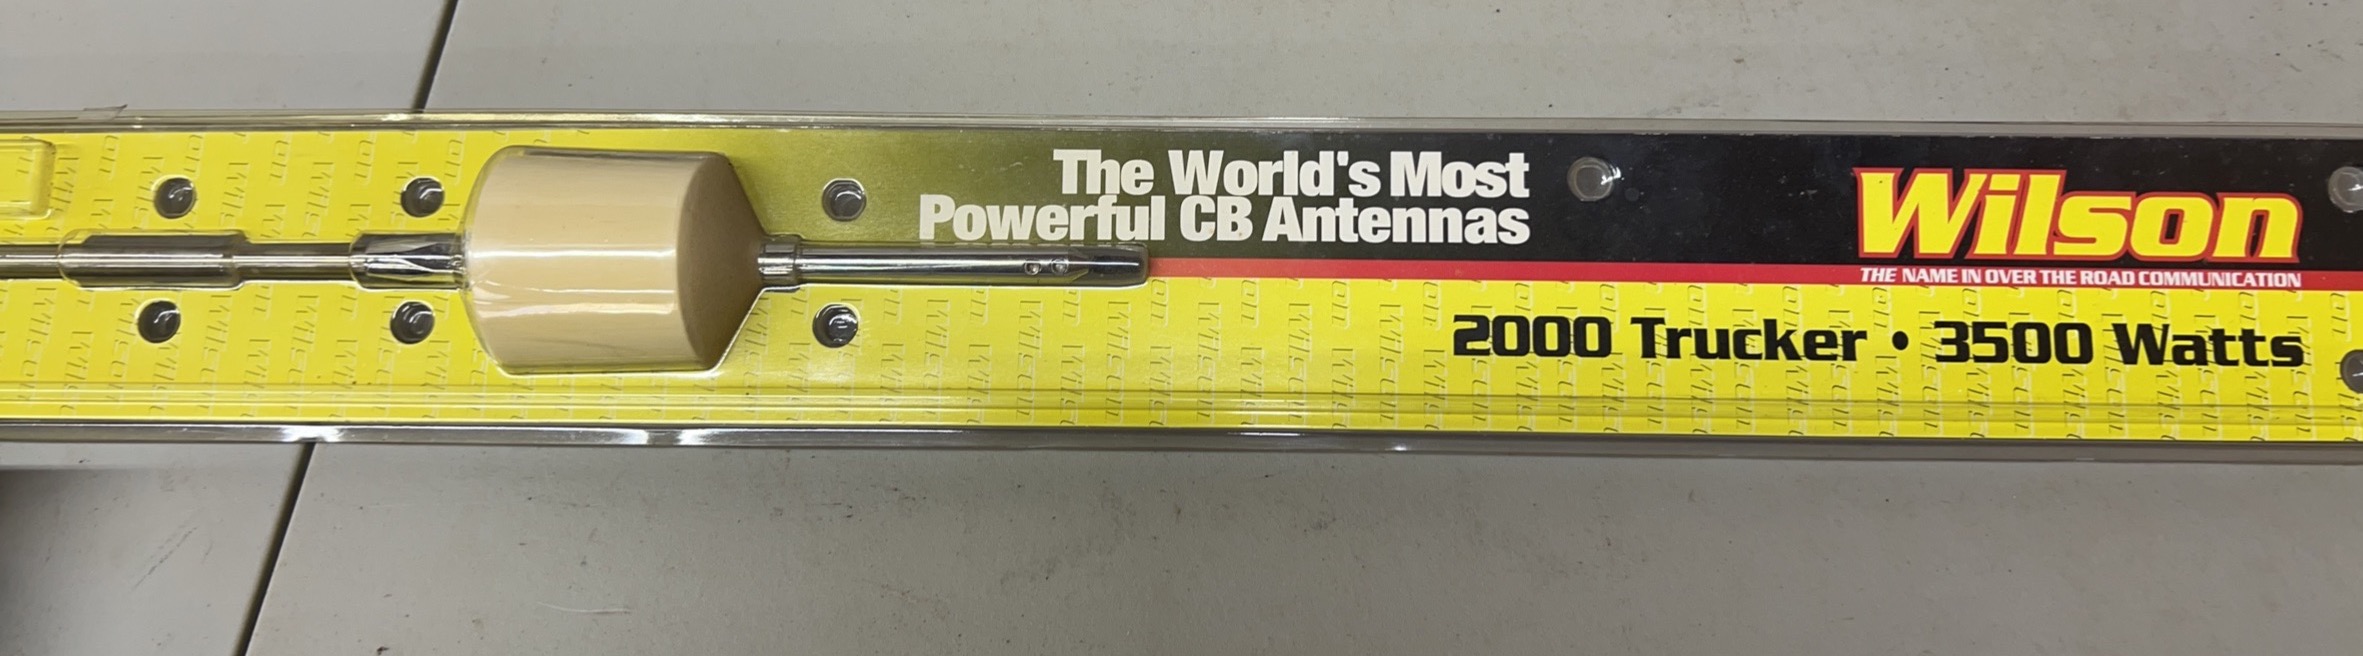 The World's Most
Powerful CB Antennas
Wilson
THE NAME IN OVER THE ROAD COMMUNICATION
2000 Trucker • 3500 Watts